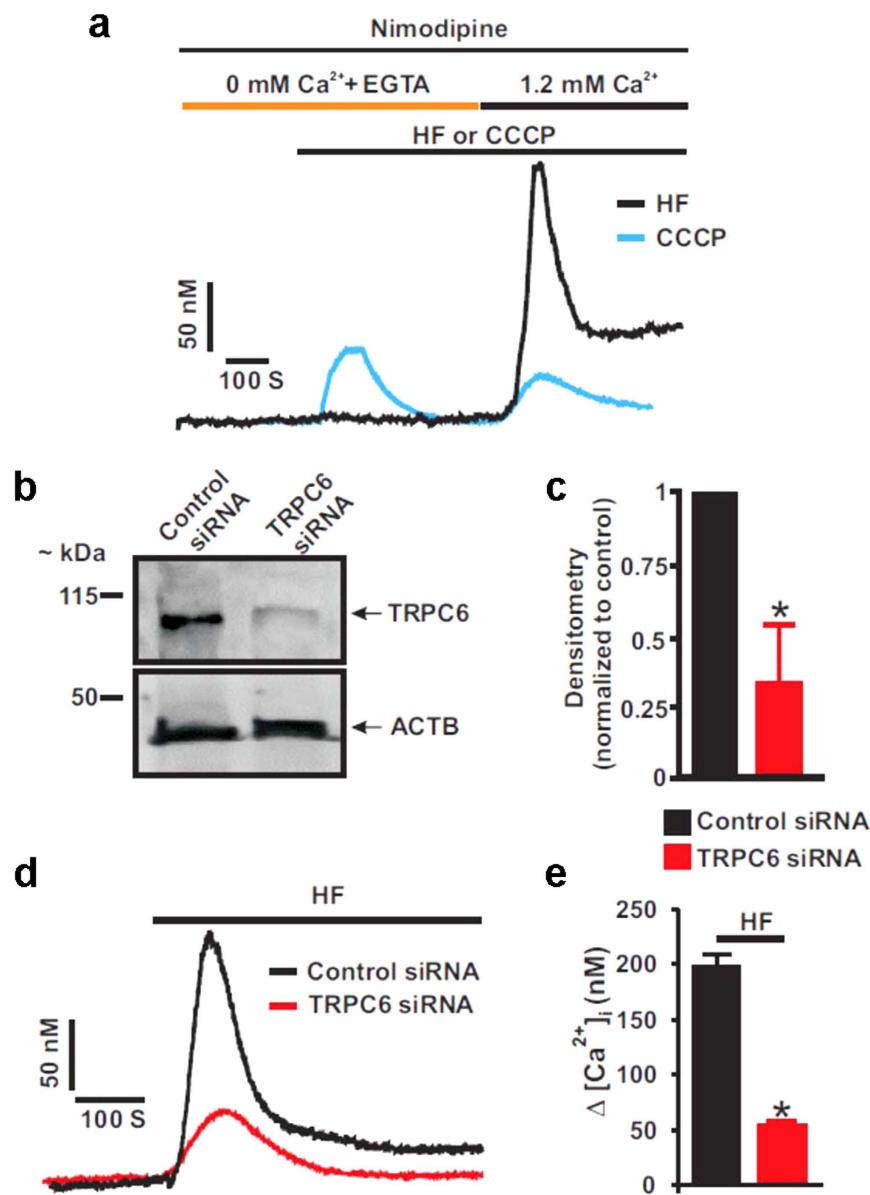 a
Nimodipine
0 mM Ca²⁺+ EGTA
1.2 mM Ca²⁺
HF or CCCP
HF
CCCP
50 nM
100 S
b
Control siRNA
TRPC6 siRNA
~ kDa
115
TRPC6
50
ACTB
c
Densitometry
(normalized to control)
1
0.75
0.5
0.25
0
*
Control siRNA
TRPC6 siRNA
d
HF
Control siRNA
TRPC6 siRNA
50 nM
100 S
e
Δ [Ca²⁺]i (nM)
250
200
150
100
50
0
HF
*